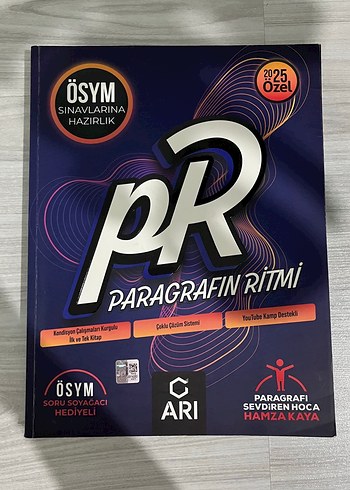 ÖSYM
SINAVLARINA
HAZIRLIK
2025
Özel
PR
PARAGRAFIN RİTMİ
Kondisyon Çalışmaları Kurgulu
İlk ve Tek Kitap
Çoklu Çözüm Sistemi
YouTube Kamp Destekli
ÖSYM
SORU SOYAĞACI
HEDİYELİ
ARI
PARAGRAFI
SEVDİREN HOCA
HAMZA KAYA